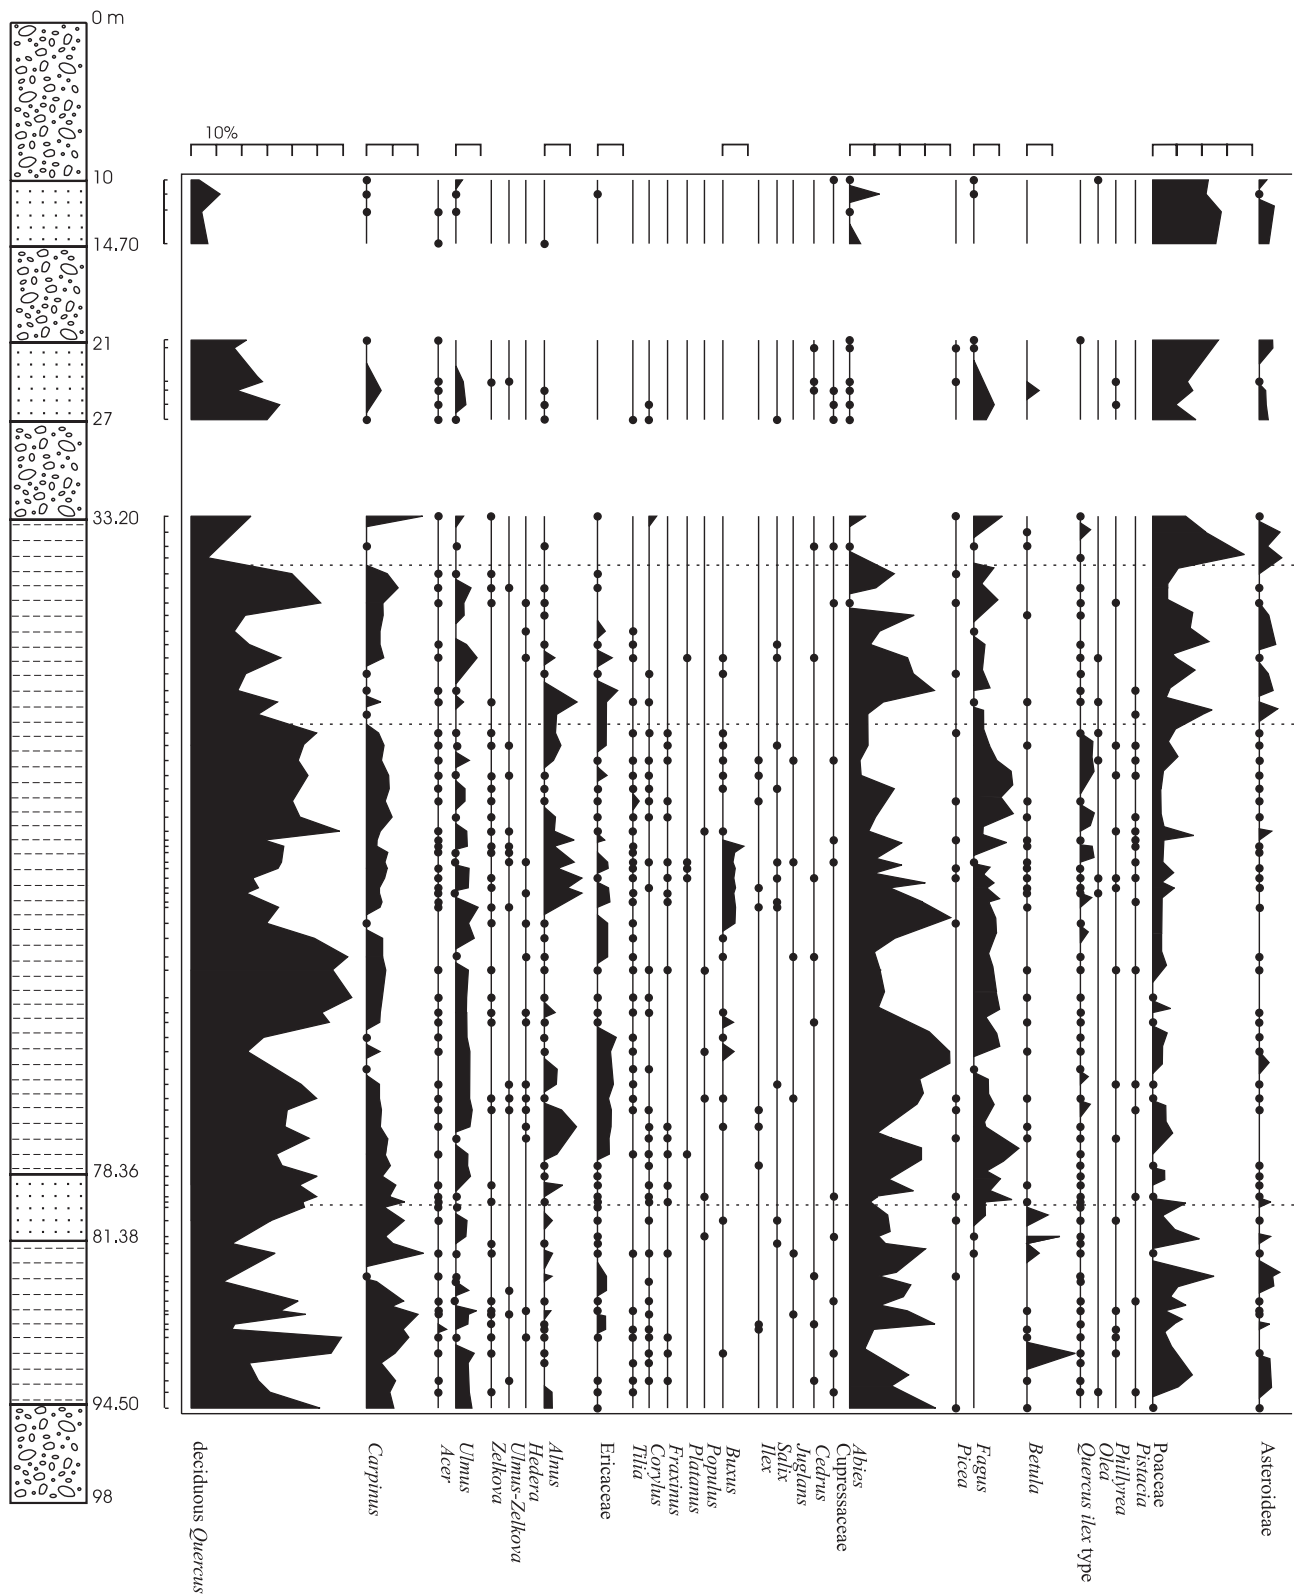 0 m
10%
10
14.70
21
27
33.20
78.36
81.38
94.50
98
deciduous Quercus
Carpinus
Acer
Ulmus
Zelkova
Ulmus-Zelkova
Hedera
Alnus
Ericaceae
Tilia
Corylus
Fraxinus
Platanus
Populus
Buxus
Ilex
Salix
Juglans
Cedrus
Cupressaceae
Abies
Picea
Fagus
Betula
Quercus ilex type
Olea
Phillyrea
Pistacia
Poaceae
Asteroideae